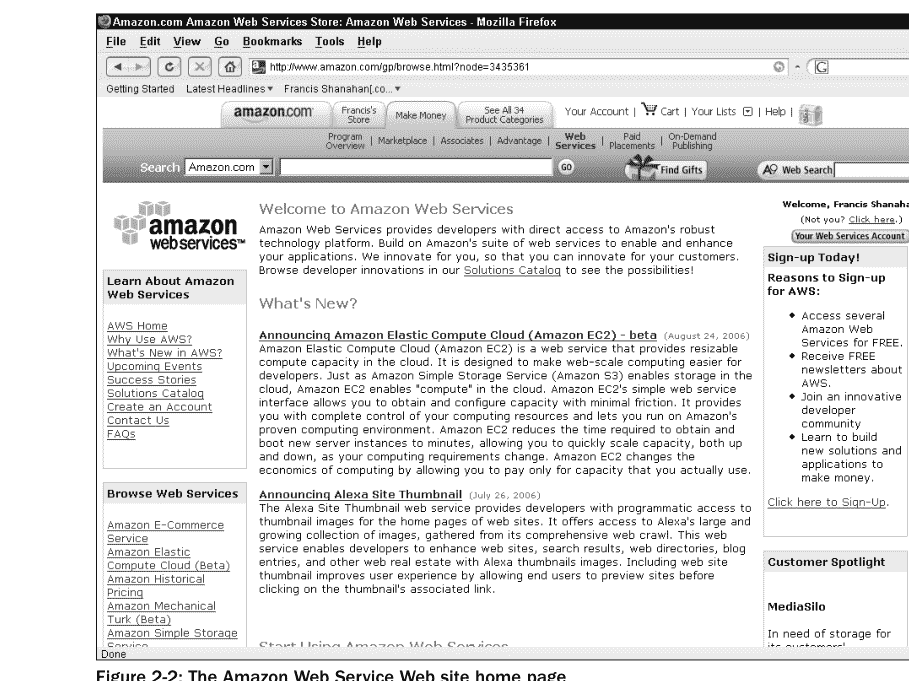 Amazon.com Amazon Web Services Store: Amazon Web Services - Mozilla Firefox
File Edit View Go Bookmarks Tools Help
http://www.amazon.com/gp/browse.html?node=3435361
G
Getting Started Latest Headlines Francis Shanahan[.co...
amazon.com Francis's Store Make Money See All 34 Product Categories Your Account | Cart | Your Lists | Help |
Program Overview | Marketplace | Associates | Advantage | Web Services | Paid Placements | On-Demand Publishing
Search Amazon.com GO Find Gifts A9 Web Search
amazon
webservices™
Learn About Amazon
Web Services
AWS Home
Why Use AWS?
What's New in AWS?
Upcoming Events
Success Stories
Solutions Catalog
Create an Account
Contact Us
FAQs
Browse Web Services
Amazon E-Commerce
Service
Amazon Elastic
Compute Cloud (Beta)
Amazon Historical
Pricing
Amazon Mechanical
Turk (Beta)
Amazon Simple Storage
Service
Welcome to Amazon Web Services
Amazon Web Services provides developers with direct access to Amazon's robust
technology platform. Build on Amazon's suite of web services to enable and enhance
your applications. We innovate for you, so that you can innovate for your customers.
Browse developer innovations in our Solutions Catalog to see the possibilities!
What's New?
Announcing Amazon Elastic Compute Cloud (Amazon EC2) - beta (August 24, 2006)
Amazon Elastic Compute Cloud (Amazon EC2) is a web service that provides resizable
compute capacity in the cloud. It is designed to make web-scale computing easier for
developers. Just as Amazon Simple Storage Service (Amazon S3) enables storage in the
cloud, Amazon EC2 enables "compute" in the cloud. Amazon EC2's simple web service
interface allows you to obtain and configure capacity with minimal friction. It provides
you with complete control of your computing resources and lets you run on Amazon's
proven computing environment. Amazon EC2 reduces the time required to obtain and
boot new server instances to minutes, allowing you to quickly scale capacity, both up
and down, as your computing requirements change. Amazon EC2 changes the
economics of computing by allowing you to pay only for capacity that you actually use.
Announcing Alexa Site Thumbnail (July 26, 2006)
The Alexa Site Thumbnail web service provides developers with programmatic access to
thumbnail images for the home pages of web sites. It offers access to Alexa's large and
growing collection of images, gathered from its comprehensive web crawl. This web
service enables developers to enhance web sites, search results, web directories, blog
entries, and other web real estate with Alexa thumbnails images. Including web site
thumbnail improves user experience by allowing end users to preview sites before
clicking on the thumbnail's associated link.
Start Using Amazon Web Services
Welcome, Francis Shanaha
(Not you? Click here.)
Your Web Services Account
Sign-up Today!
Reasons to Sign-up
for AWS:
Access several
Amazon Web
Services for FREE.
Receive FREE
newsletters about
AWS.
Join an innovative
developer
community
Learn to build
new solutions and
applications to
make money.
Click here to Sign-Up.
Customer Spotlight
MediaSilo
In need of storage for
its customers'
Done
Figure 2-2: The Amazon Web Service Web site home page